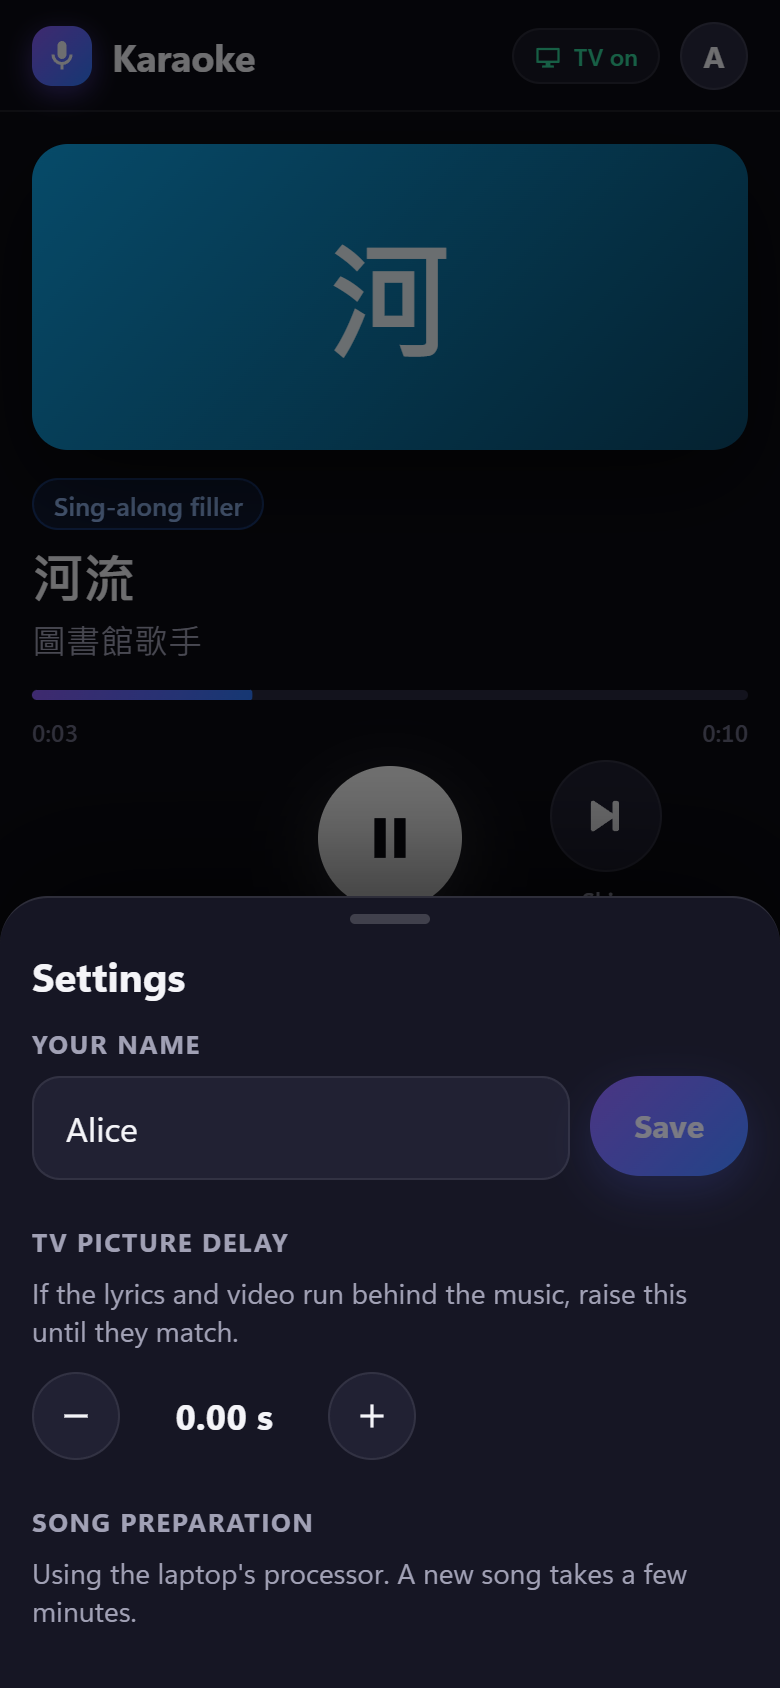 Karaoke
TV on
A
河
Sing-along filler
河流
圖書館歌手
0:03
0:10
Settings
YOUR NAME
Alice
Save
TV PICTURE DELAY
If the lyrics and video run behind the music, raise this
until they match.
0.00 s
SONG PREPARATION
Using the laptop's processor. A new song takes a few
minutes.